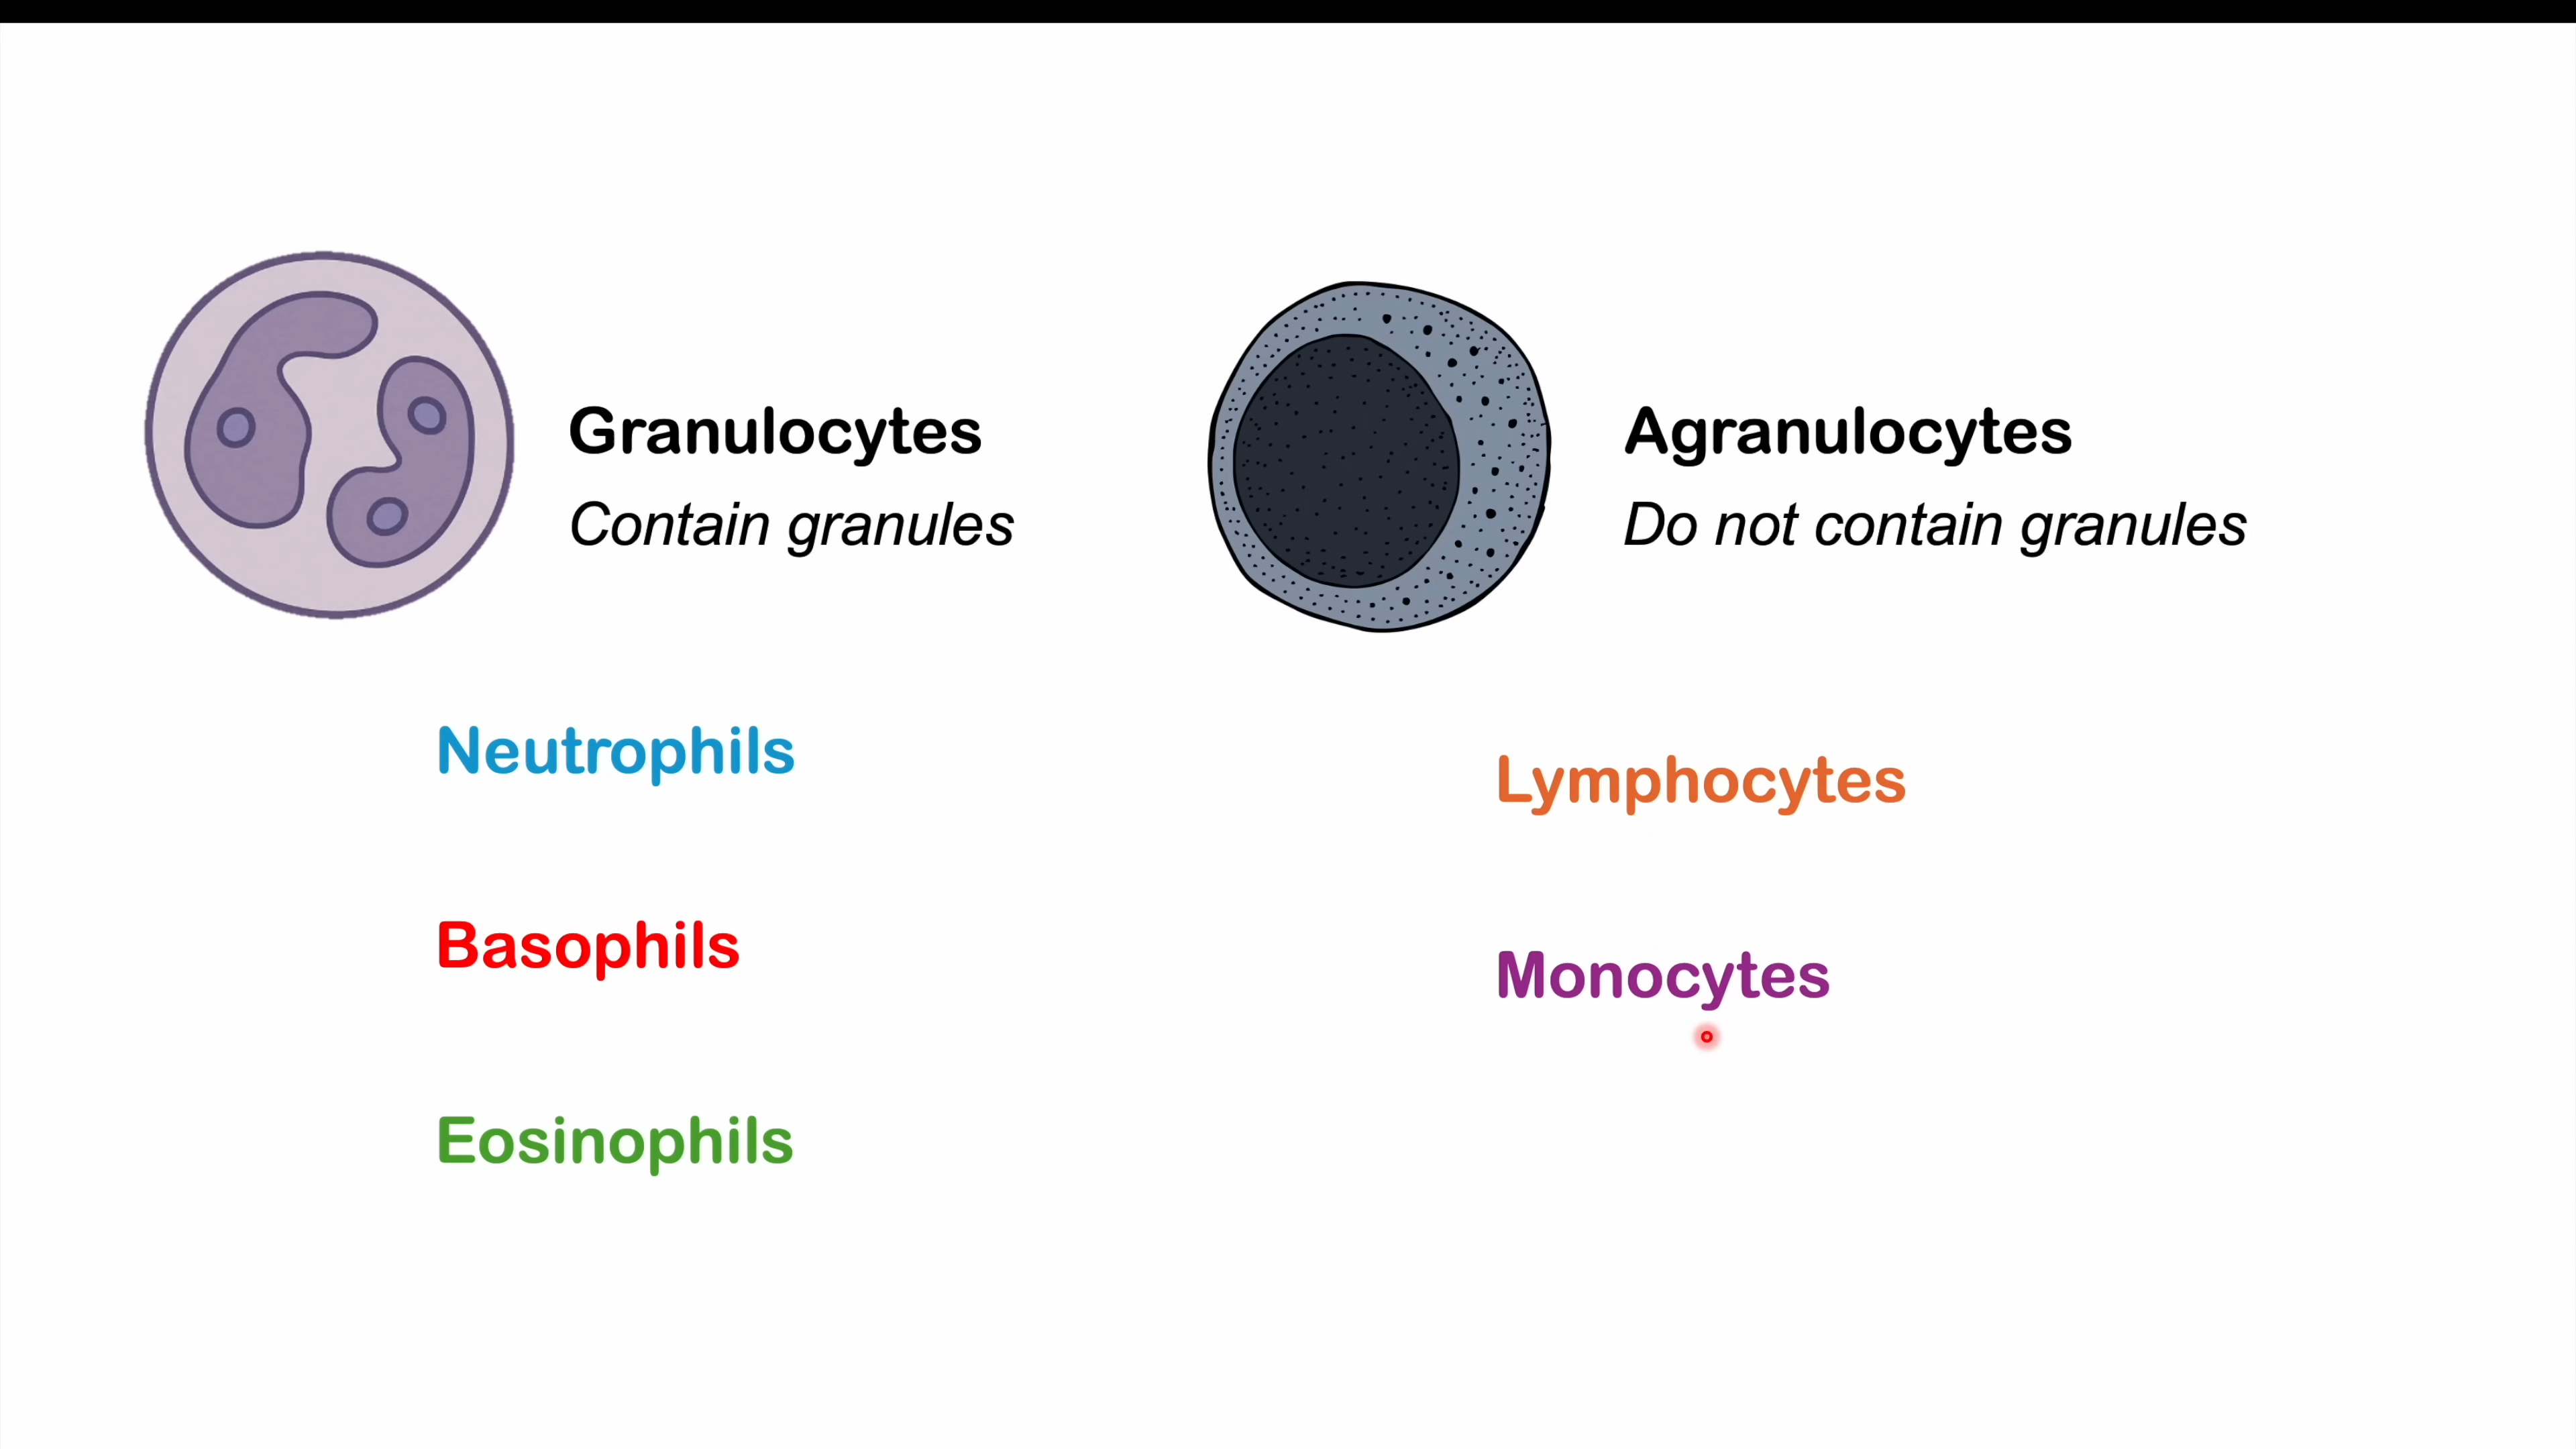 Granulocytes
Contain granules
Neutrophils
Basophils
Eosinophils
Agranulocytes
Do not contain granules
Lymphocytes
Monocytes